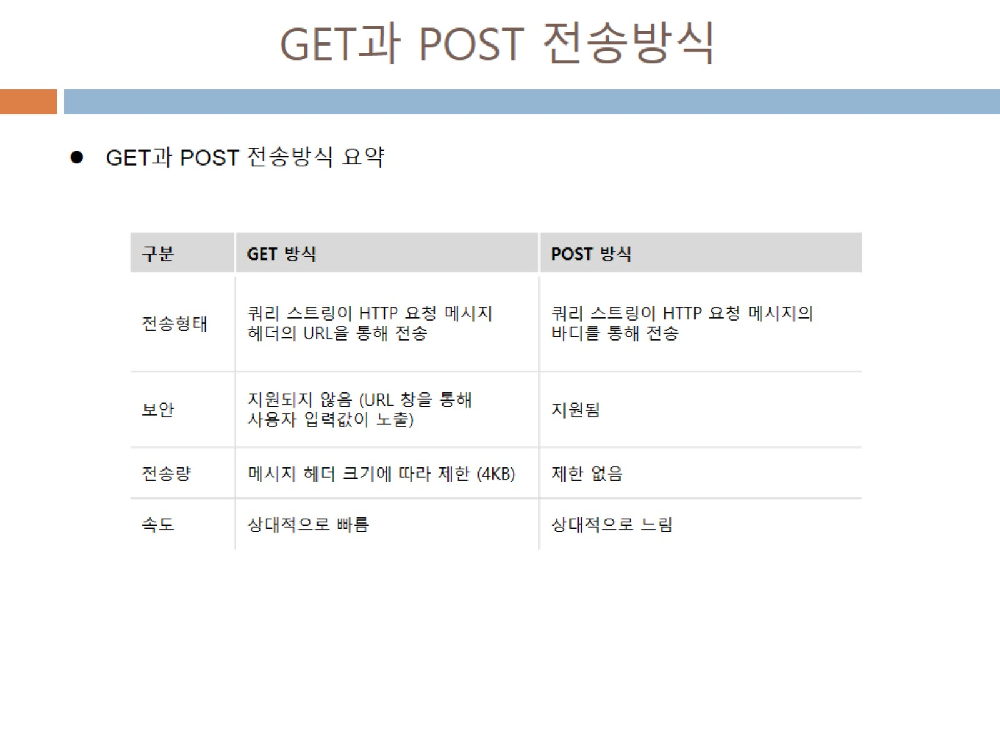 GET과 POST 전송방식
● GET과 POST 전송방식 요약
구분 GET 방식 POST 방식
전송형태
쿼리 스트링이 HTTP 요청 메시지
헤더의 URL을 통해 전송
쿼리 스트링이 HTTP 요청 메시지의
바디를 통해 전송
보안
지원되지 않음 (URL 창을 통해
사용자 입력값이 노출)
지원됨
전송량 메시지 헤더 크기에 따라 제한 (4KB) 제한 없음
속도 상대적으로 빠름 상대적으로 느림